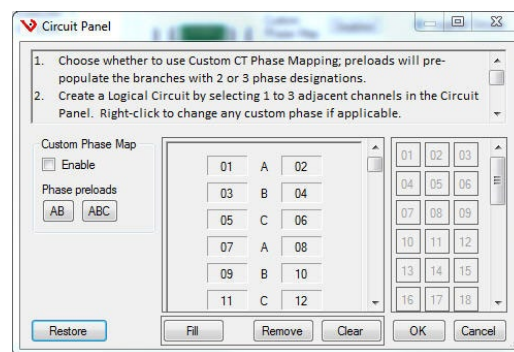 Circuit Panel
1. Choose whether to use Custom CT Phase Mapping; preloads will pre-
populate the branches with 2 or 3 phase designations.
2. Create a Logical Circuit by selecting 1 to 3 adjacent channels in the Circuit
Panel. Right-click to change any custom phase if applicable.
Custom Phase Map
Enable
Phase preloads
AB ABC
01 A 02
03 B 04
05 C 06
07 A 08
09 B 10
11 C 12
01 02 03
04 05 06
07 08 09
10 11 12
13 14 15
16 17 18
Restore Fill Remove Clear OK Cancel